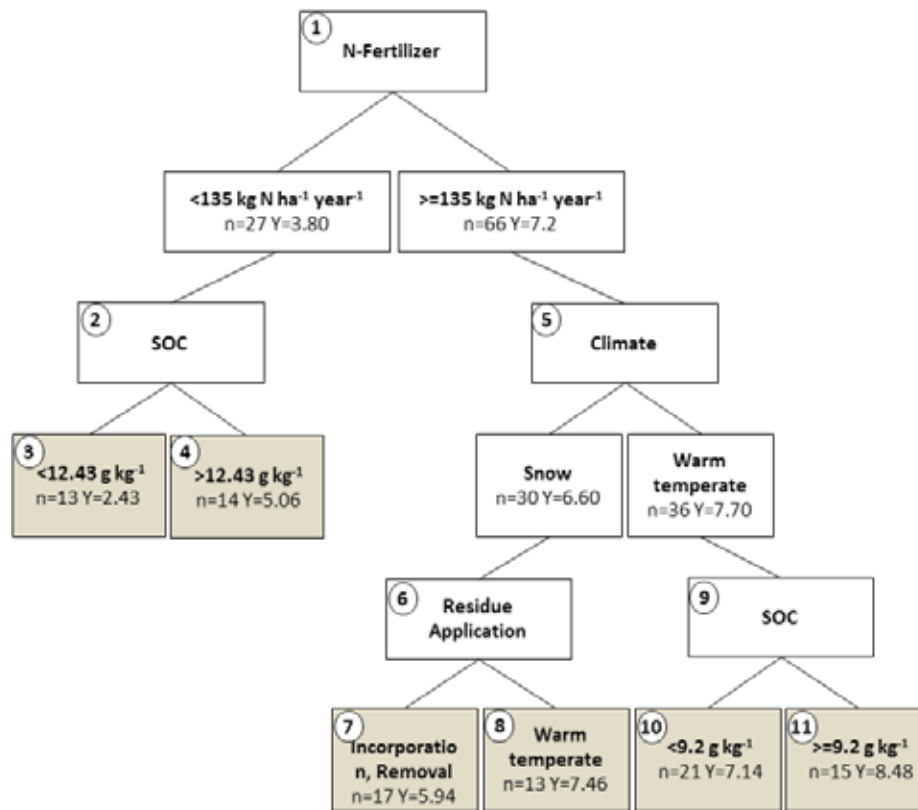 1
N-Fertilizer
<135 kg N ha⁻¹ year⁻¹
n=27 Y=3.80
>=135 kg N ha⁻¹ year⁻¹
n=66 Y=7.2
2
SOC
5
Climate
3
<12.43 g kg⁻¹
n=13 Y=2.43
4
>12.43 g kg⁻¹
n=14 Y=5.06
Snow
n=30 Y=6.60
Warm
temperate
n=36 Y=7.70
6
Residue
Application
9
SOC
7
Incorporatio
n, Removal
n=17 Y=5.94
8
Warm
temperate
n=13 Y=7.46
10
<9.2 g kg⁻¹
n=21 Y=7.14
11
>=9.2 g kg⁻¹
n=15 Y=8.48